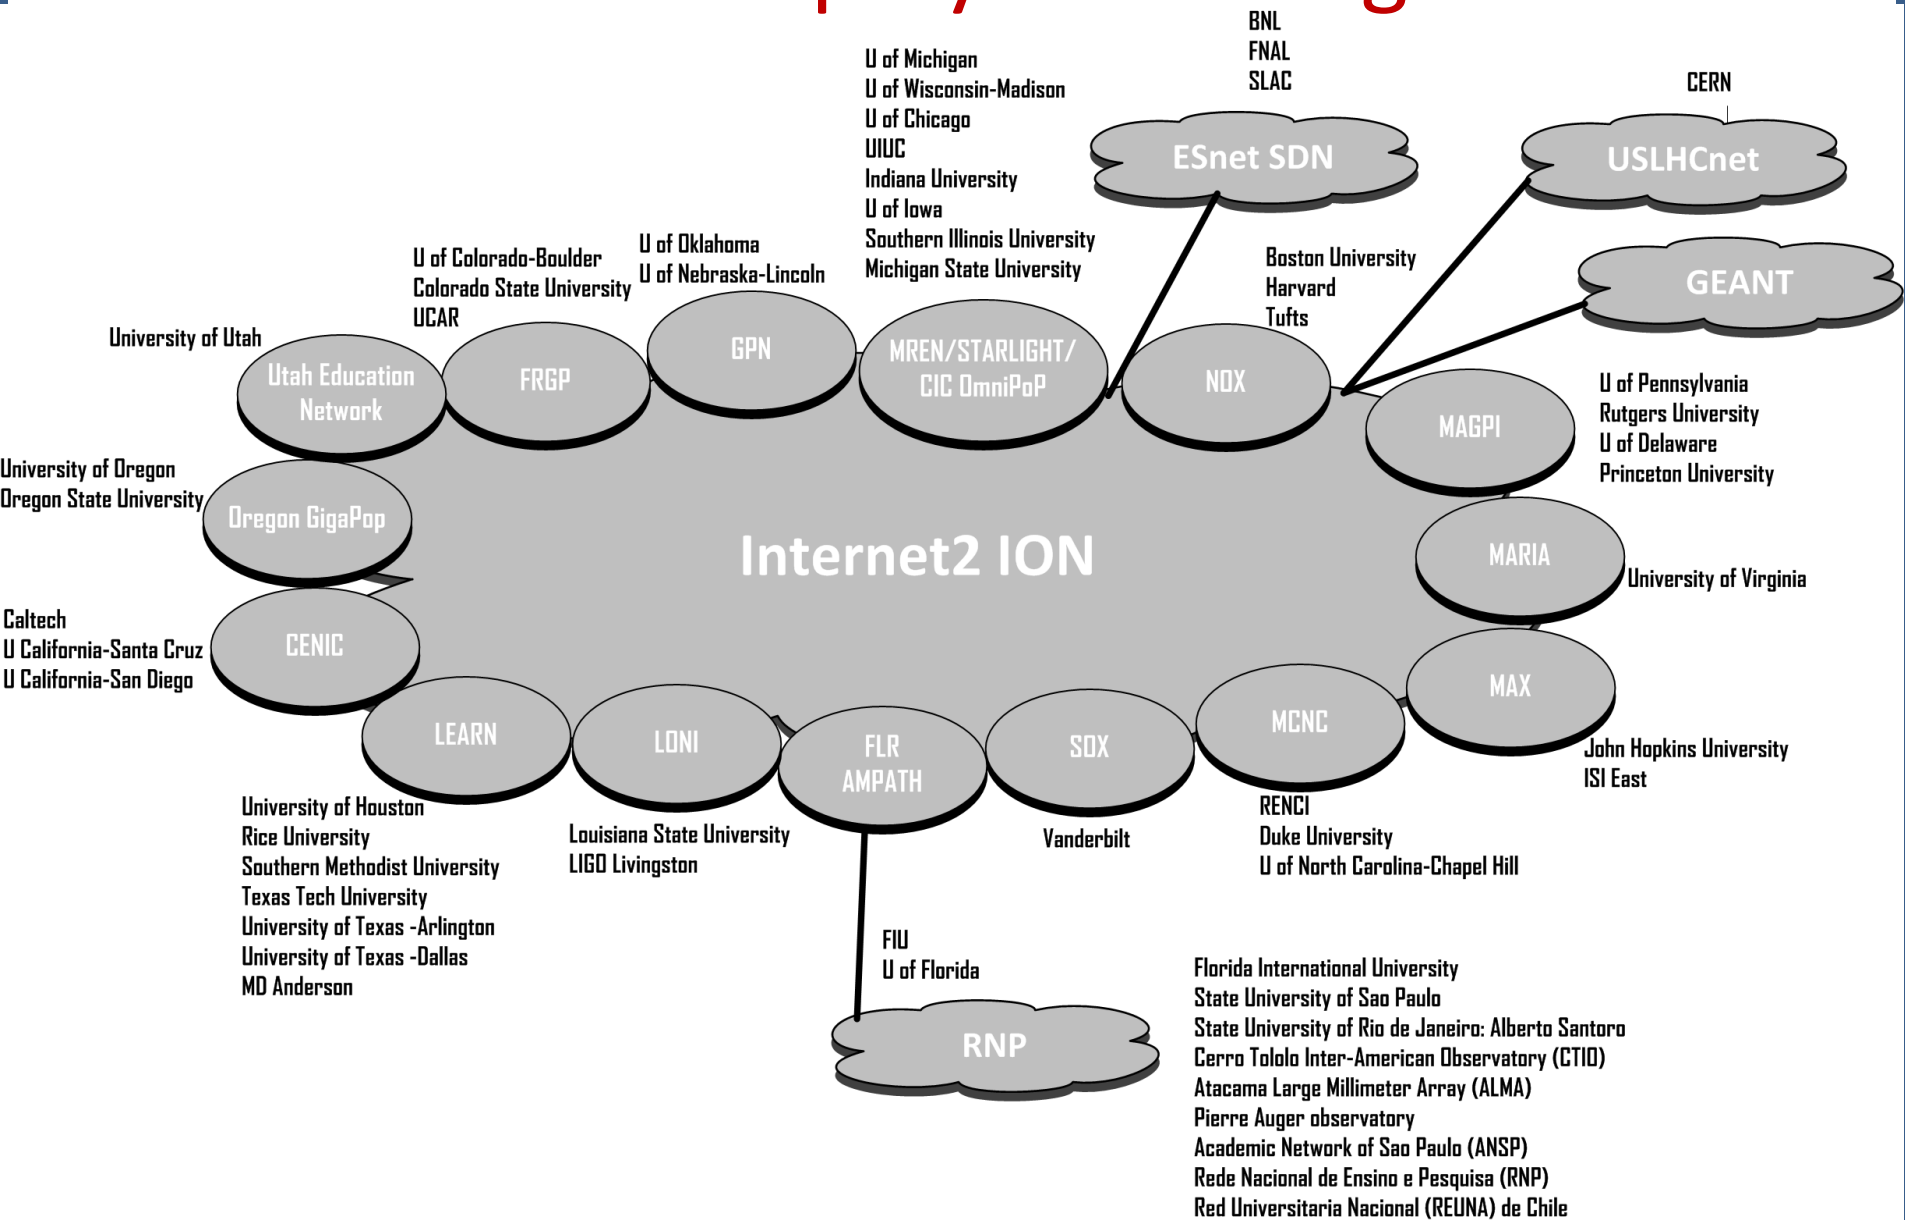 BNL
FNAL
SLAC
U of Michigan
U of Wisconsin-Madison
U of Chicago
UIUC
Indiana University
U of Iowa
Southern Illinois University
Michigan State University
CERN
ESnet SDN
USLHCnet
GEANT
U of Oklahoma
U of Nebraska-Lincoln
U of Colorado-Boulder
Colorado State University
UCAR
Boston University
Harvard
Tufts
University of Utah
Utah Education
Network
FRGP
GPN
MREN/STARLIGHT/
CIC OmniPoP
NOX
MAGPI
U of Pennsylvania
Rutgers University
U of Delaware
Princeton University
University of Oregon
Oregon State University
Oregon GigaPop
Internet2 ION
MARIA
University of Virginia
Caltech
U California-Santa Cruz
U California-San Diego
CENIC
LEARN
LONI
FLR
AMPATH
SOX
MCNC
MAX
John Hopkins University
ISI East
University of Houston
Rice University
Southern Methodist University
Texas Tech University
University of Texas -Arlington
University of Texas -Dallas
MD Anderson
Louisiana State University
LIGO Livingston
Vanderbilt
RENCI
Duke University
U of North Carolina-Chapel Hill
FIU
U of Florida
RNP
Florida International University
State University of Sao Paulo
State University of Rio de Janeiro: Alberto Santoro
Cerro Tololo Inter-American Observatory (CTIO)
Atacama Large Millimeter Array (ALMA)
Pierre Auger observatory
Academic Network of Sao Paulo (ANSP)
Rede Nacional de Ensino e Pesquisa (RNP)
Red Universitaria Nacional (REUNA) de Chile